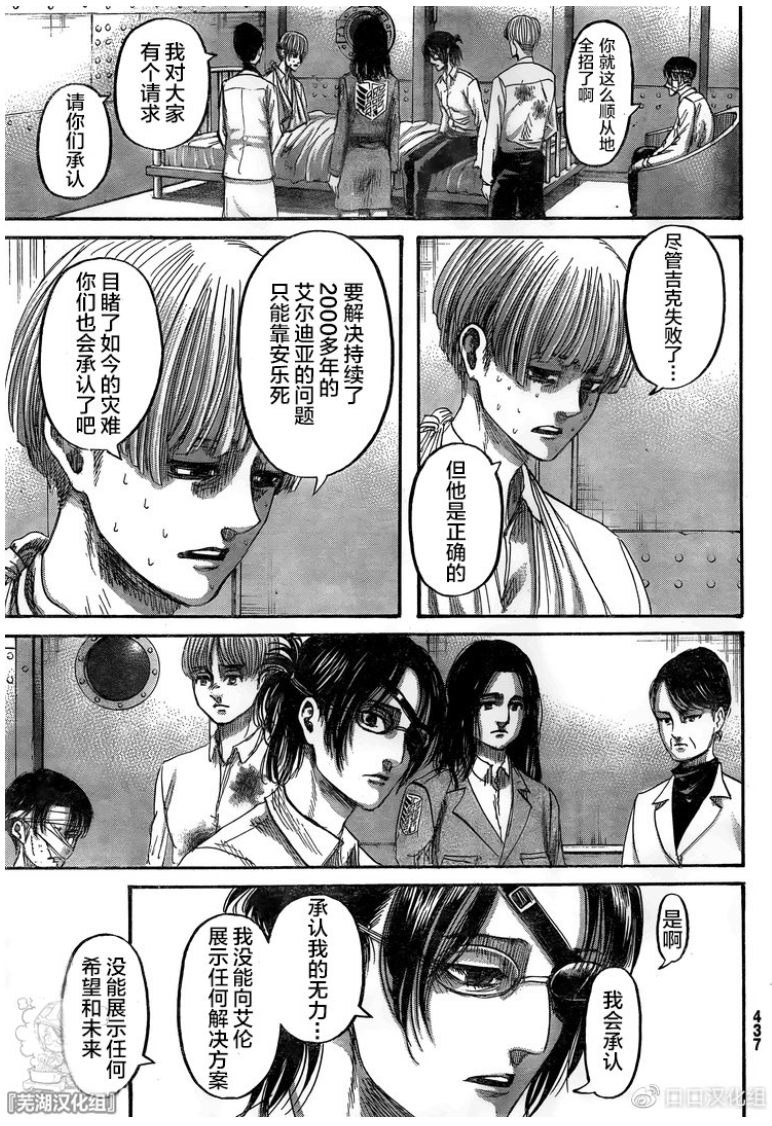 你就这么顺从地
全招了啊
我对大家
有个请求
请你们承认
尽管吉克失败了…
但他是正确的
要解决持续了
2000多年的
艾尔迪亚的问题
只能靠安乐死
目睹了如今的灾难
你们也会承认了吧
是啊
我会承认
承认我的无力…
我没能向艾伦
展示任何解决方案
没能展示任何
希望和未来
437
『芜湖汉化组』
口口汉化组